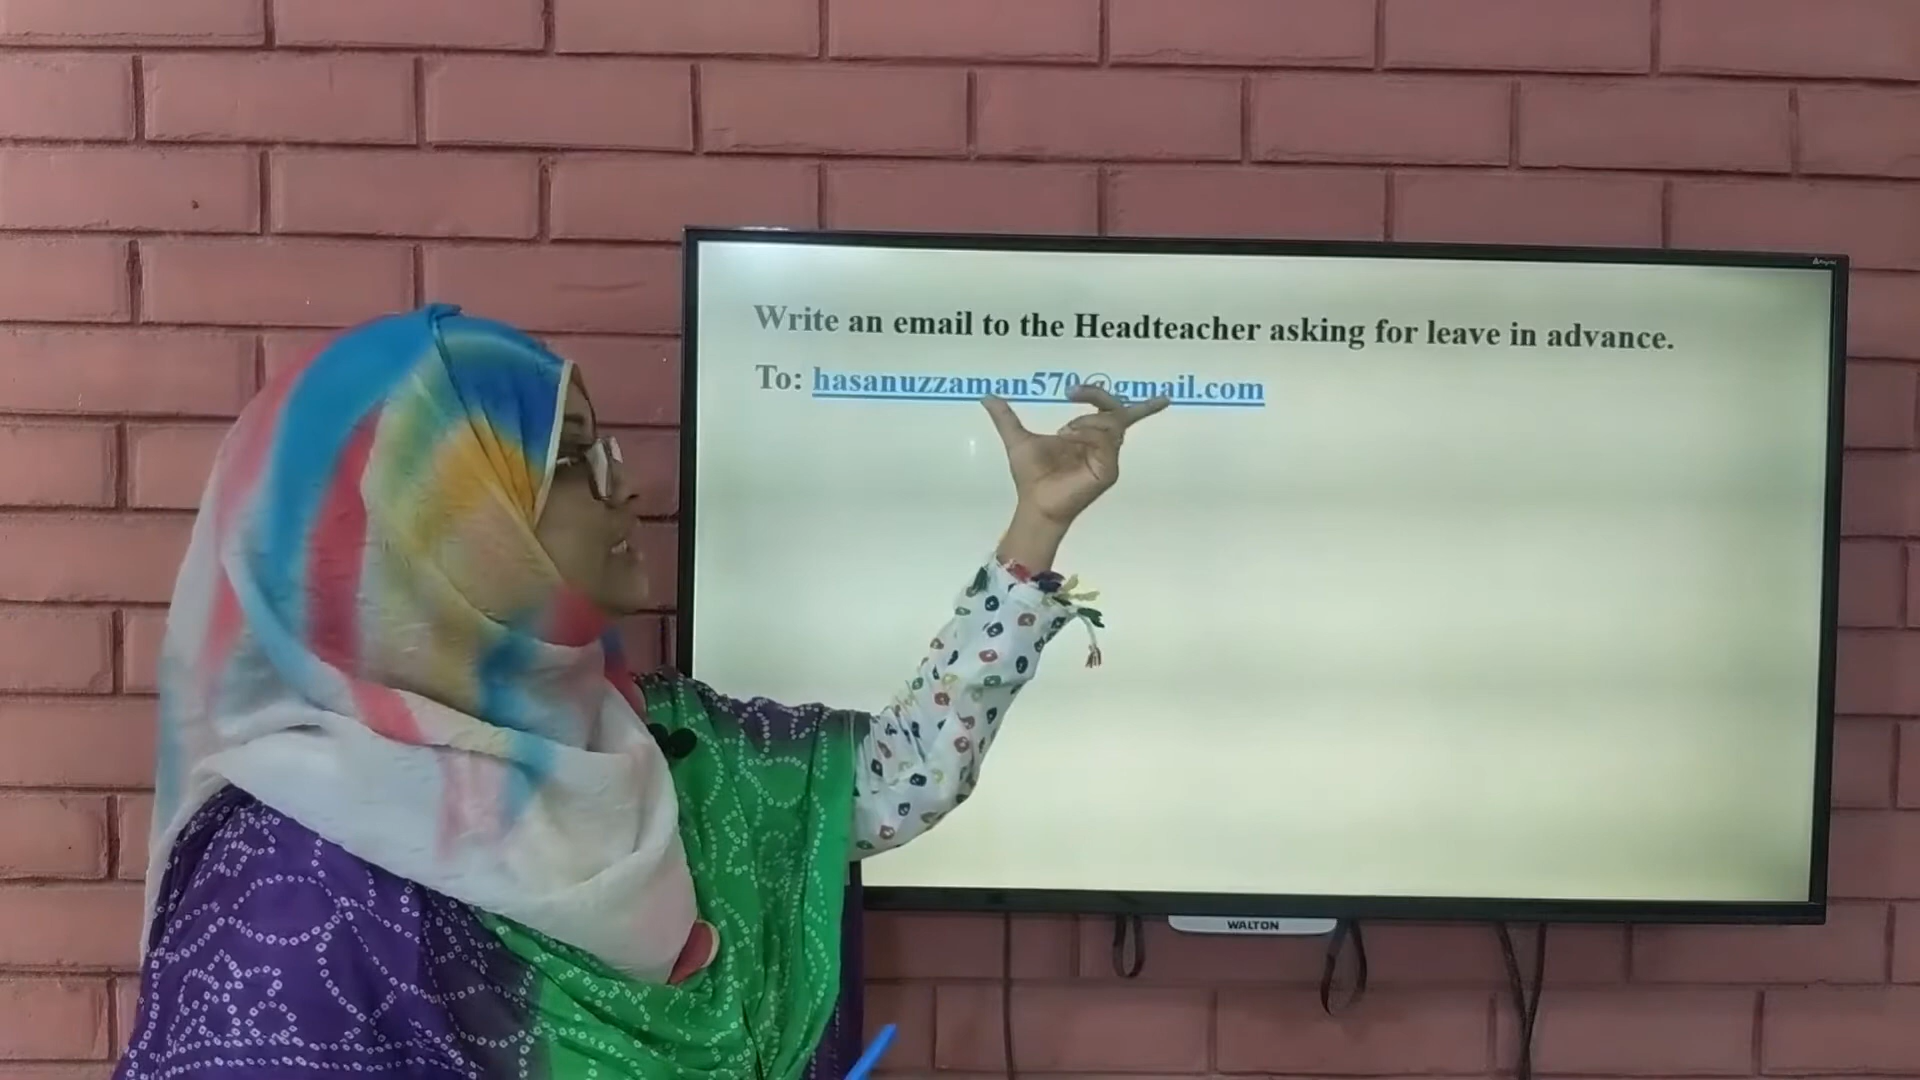 Write an email to the Headteacher asking for leave in advance.
To: hasanuzzaman570@gmail.com
WALTON